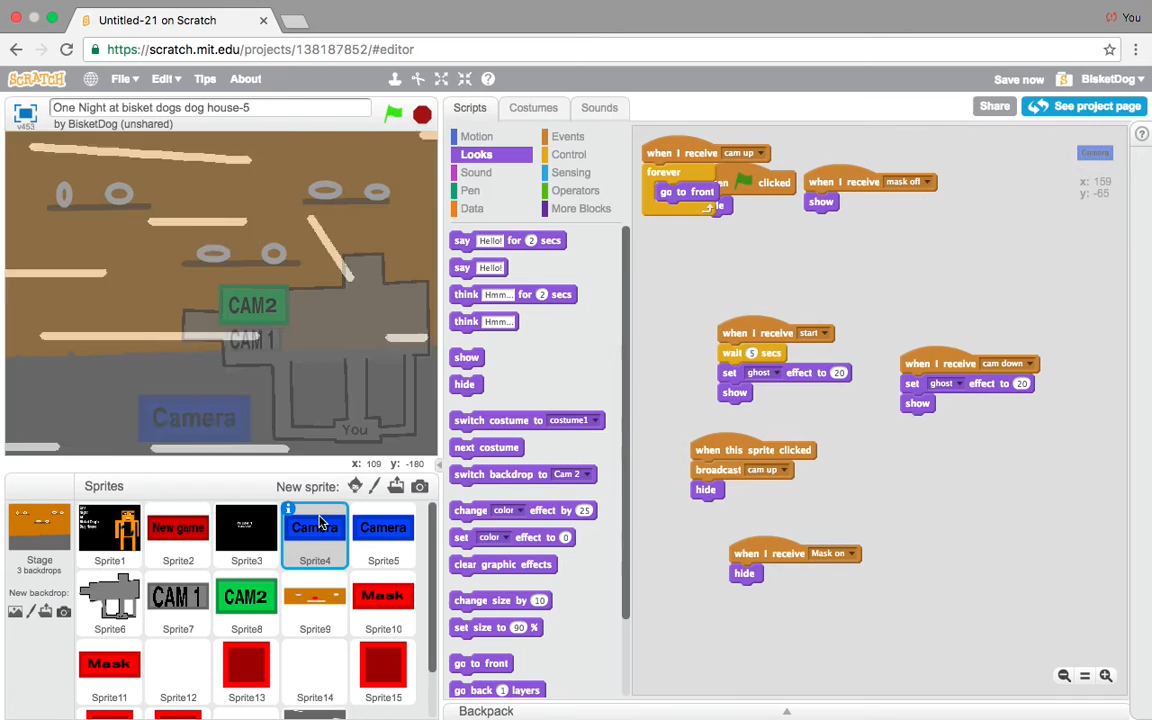 Untitled-21 on Scratch
You
https://scratch.mit.edu/projects/138187852/#editor
SCRATCH
File Edit Tips About
Save now BisketDog
One Night at bisket dogs dog house-5
by BisketDog (unshared)
v453
Scripts Costumes Sounds
Share See project page
Motion Events
Looks Control
Sound Sensing
Pen Operators
Data More Blocks
say Hello! for 2 secs
say Hello!
think Hmm... for 2 secs
think Hmm...
show
hide
switch costume to costume1
next costume
switch backdrop to Cam 2
change color effect by 25
set color effect to 0
clear graphic effects
change size by 10
set size to 90 %
go to front
go back 1 layers
when I receive cam up
forever
go to front
clicked
when I receive mask off
show
Camera
x: 159
y: -65
when I receive start
wait 5 secs
set ghost effect to 20
show
when I receive cam down
set ghost effect to 20
show
when this sprite clicked
broadcast cam up
hide
when I receive Mask on
hide
CAM2
CAM 1
Camera
You
x: 109 y: -180
Sprites New sprite:
Stage
3 backdrops
New backdrop:
New game
Camera
Camera
Sprite1 Sprite2 Sprite3 Sprite4 Sprite5
CAM 1
CAM2
Mask
Sprite6 Sprite7 Sprite8 Sprite9 Sprite10
Mask
Sprite11 Sprite12 Sprite13 Sprite14 Sprite15
Backpack